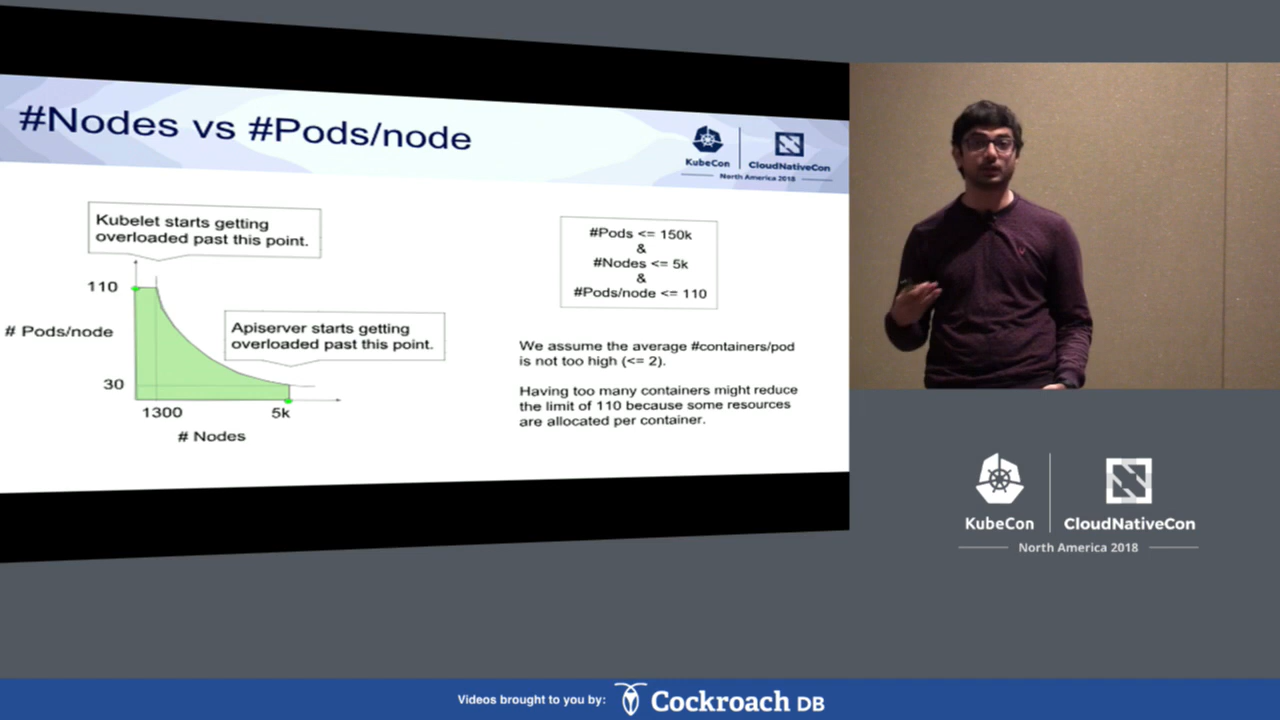 #Nodes vs #Pods/node
KubeCon
CloudNativeCon
North America 2018
Kubelet starts getting
overloaded past this point.
110
# Pods/node
Apiserver starts getting
overloaded past this point.
30
1300
5k
# Nodes
#Pods <= 150k
&
#Nodes <= 5k
&
#Pods/node <= 110
We assume the average #containers/pod
is not too high (<= 2).
Having too many containers might reduce
the limit of 110 because some resources
are allocated per container.
KubeCon
CloudNativeCon
North America 2018
Videos brought to you by:
Cockroach DB